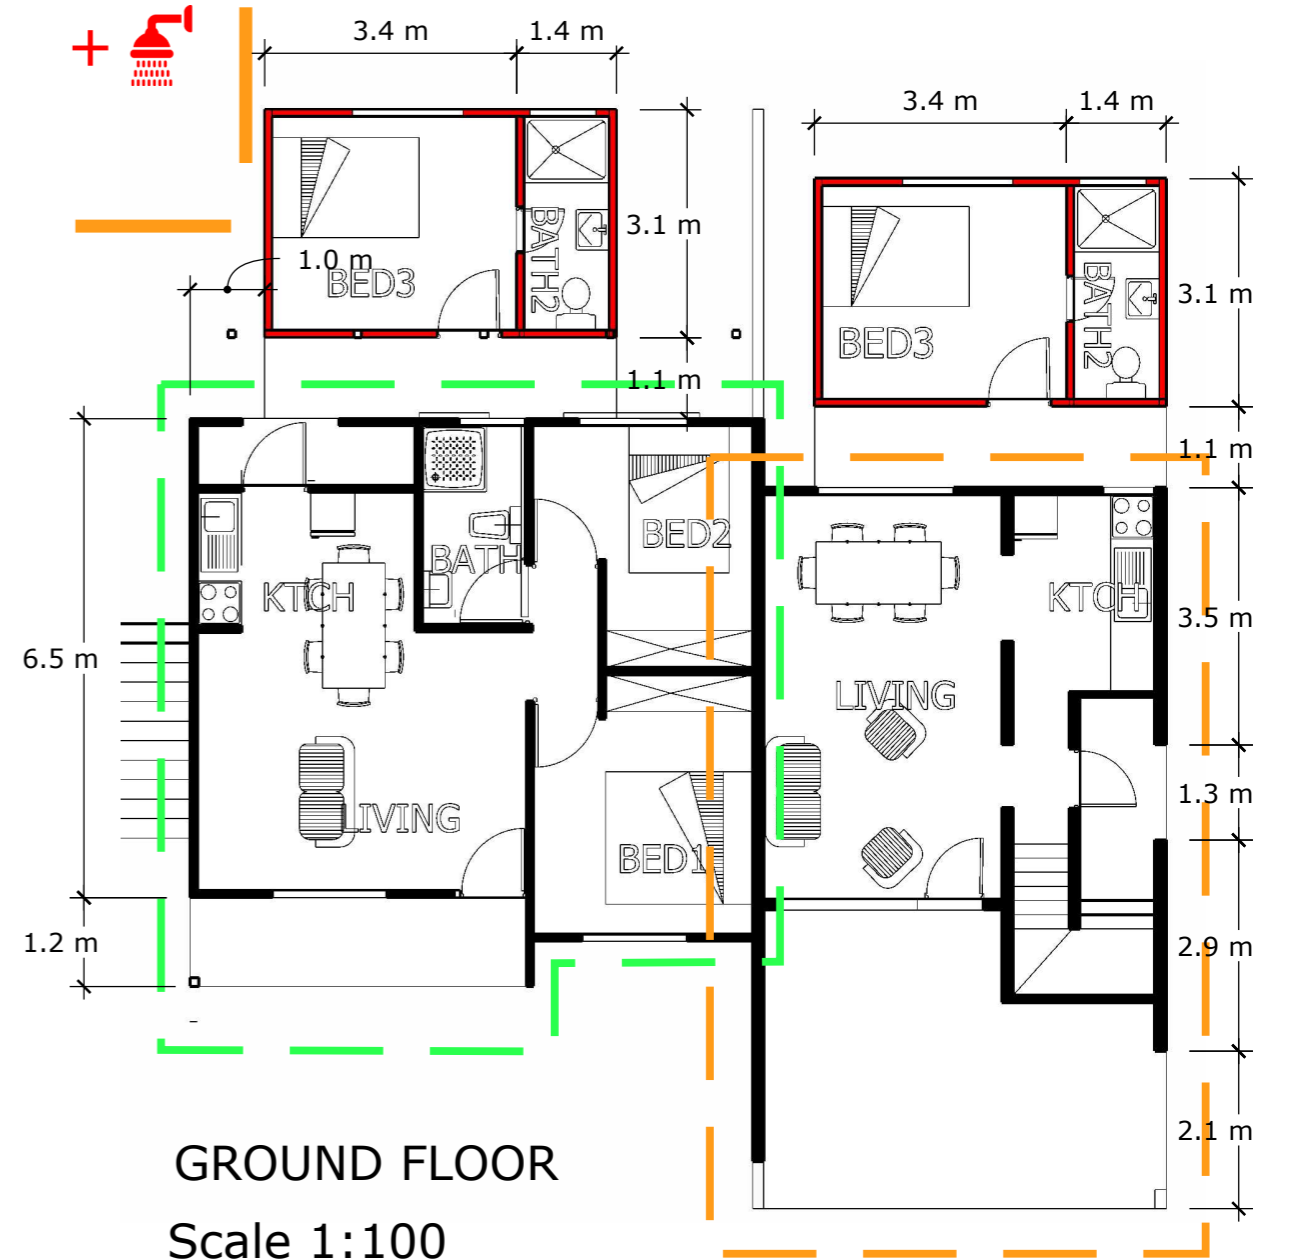 +
3.4 m
1.4 m
3.4 m
1.4 m
3.1 m
BATH2
1.0 m
BED3
3.1 m
BATH2
BED3
1.1 m
1.1 m
BED2
BATH
KTCH
KTCH
3.5 m
6.5 m
LIVING
1.3 m
LIVING
BED1
1.2 m
2.9 m
2.1 m
GROUND FLOOR
Scale 1:100